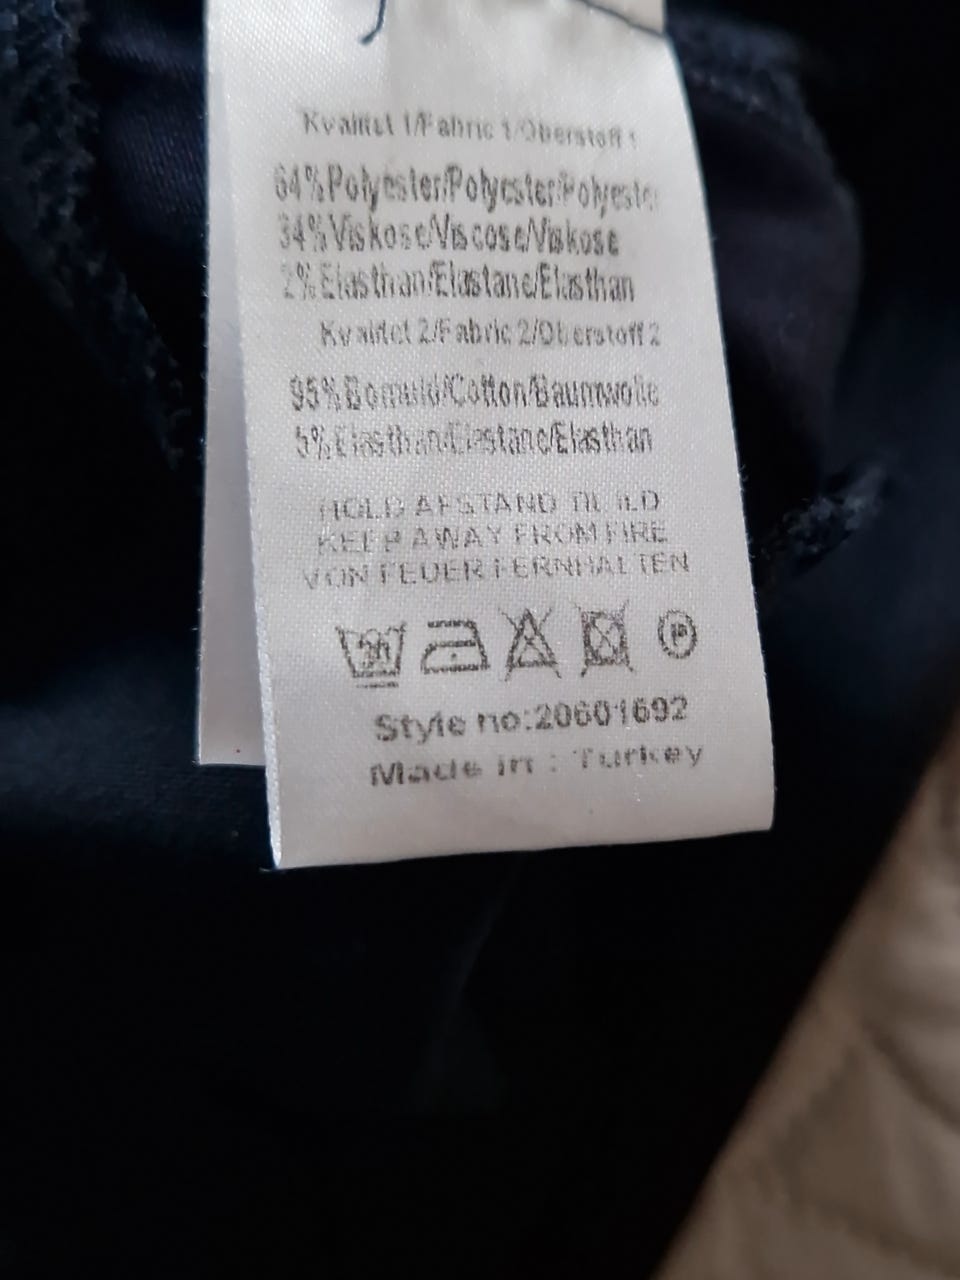 Kvalitet 1/Fabric 1/Oberstoff 1
64%Polyester/Polyester/Polyester
34%Viskose/Viscose/Viskose
2%Elasthan/Elastane/Elasthan
Kvalitet 2/Fabric 2/Oberstoff 2
95%Bomuld/Cotton/Baumwolle
5%Elasthan/Elastane/Elasthan
HOLD AFSTAND TIL ILD
KEEP AWAY FROM FIRE
VON FEUER FERNHALTEN
P
Style no:20601692
Made in : Turkey